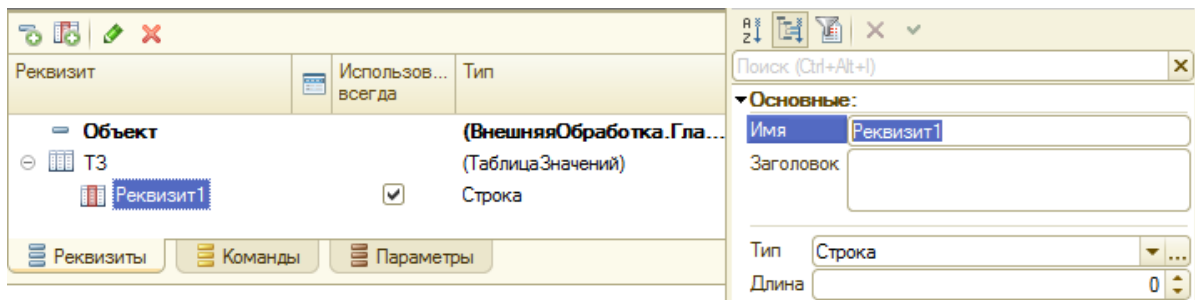 Реквизит
Использов... всегда
Тип
Объект
(ВнешняяОбработка.Гла...
ТЗ
(ТаблицаЗначений)
Реквизит1
Строка
Реквизиты
Команды
Параметры
Поиск (Ctrl+Alt+I)
Основные:
Имя
Реквизит1
Заголовок
Тип
Строка
...
Длина
0